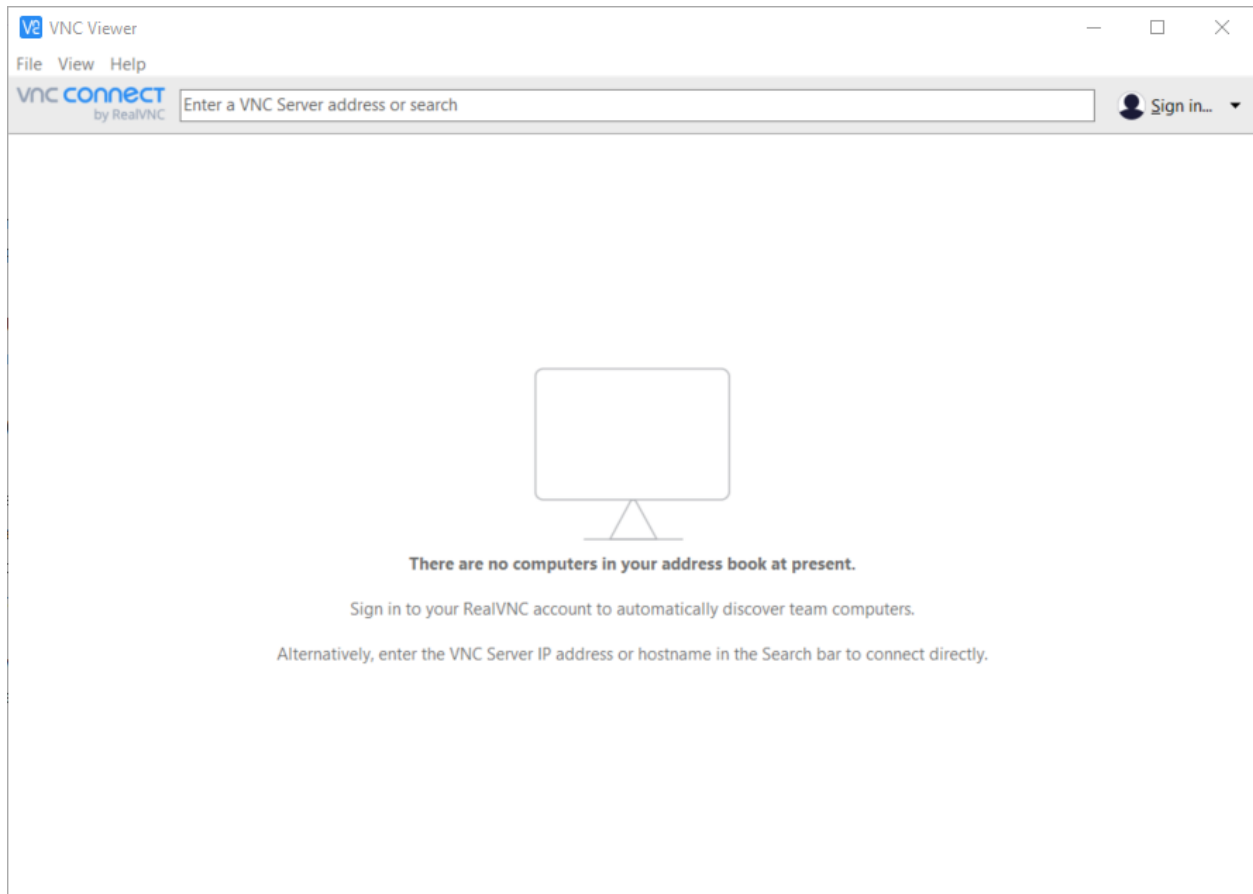 VNC Viewer
File View Help
vnc connect
by RealVNC
Enter a VNC Server address or search
Sign in...
There are no computers in your address book at present.
Sign in to your RealVNC account to automatically discover team computers.
Alternatively, enter the VNC Server IP address or hostname in the Search bar to connect directly.